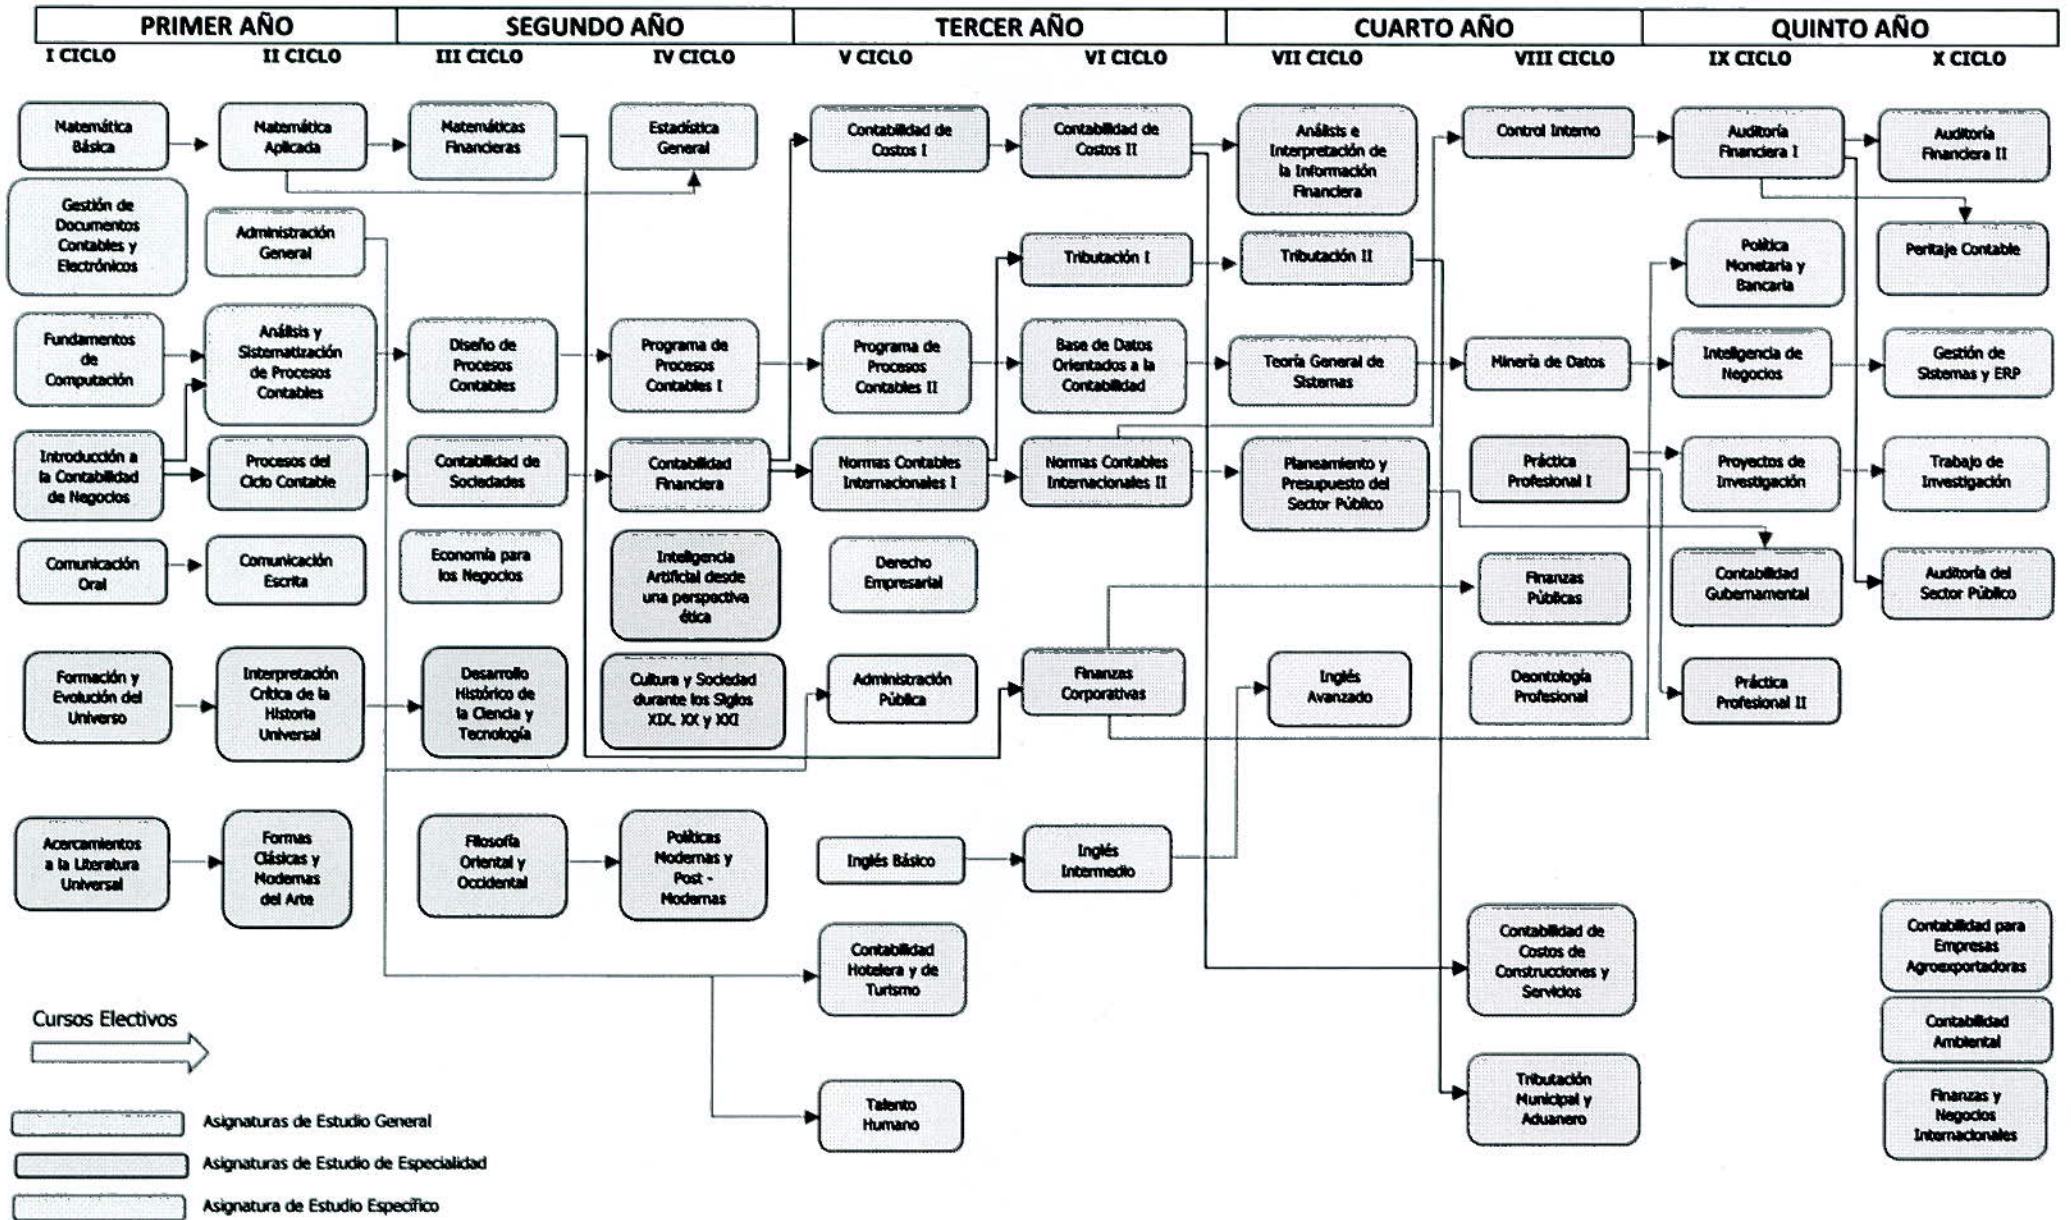 PRIMER AÑO
SEGUNDO AÑO
TERCER AÑO
CUARTO AÑO
QUINTO AÑO
I CICLO
II CICLO
III CICLO
IV CICLO
V CICLO
VI CICLO
VII CICLO
VIII CICLO
IX CICLO
X CICLO
Matemática
Básica
Matemática
Aplicada
Matemáticas
Financieras
Estadística
General
Contabilidad de
Costos I
Contabilidad de
Costos II
Análisis e
Interpretación de
la Información
Financiera
Control Interno
Auditoría
Financiera I
Auditoría
Financiera II
Gestión de
Documentos
Contables y
Electrónicos
Administración
General
Tributación I
Tributación II
Política
Monetaria y
Bancaria
Peritaje Contable
Fundamentos
de
Computación
Análisis y
Sistematización
de Procesos
Contables
Diseño de
Procesos
Contables
Programa de
Procesos
Contables I
Programa de
Procesos
Contables II
Base de Datos
Orientados a la
Contabilidad
Teoría General de
Sistemas
Minería de Datos
Inteligencia de
Negocios
Gestión de
Sistemas y ERP
Introducción a
la Contabilidad
de Negocios
Procesos del
Ciclo Contable
Contabilidad de
Sociedades
Contabilidad
Financiera
Normas Contables
Internacionales I
Normas Contables
Internacionales II
Planeamiento y
Presupuesto del
Sector Público
Práctica
Profesional I
Proyectos de
Investigación
Trabajo de
Investigación
Comunicación
Oral
Comunicación
Escrita
Economía para
los Negocios
Inteligencia
Artificial desde
una perspectiva
ética
Derecho
Empresarial
Finanzas
Públicas
Contabilidad
Gubernamental
Auditoría del
Sector Público
Formación y
Evolución del
Universo
Interpretación
Crítica de la
Historia
Universal
Desarrollo
Histórico de
la Ciencia y
Tecnología
Cultura y Sociedad
durante los Siglos
XIX, XX y XXI
Administración
Pública
Finanzas
Corporativas
Inglés
Avanzado
Deontología
Profesional
Práctica
Profesional II
Acercamientos
a la Literatura
Universal
Formas
Clásicas y
Modernas
del Arte
Filosofía
Oriental y
Occidental
Políticas
Modernas y
Post -
Modernas
Inglés Básico
Inglés
Intermedio
Contabilidad
Hotelera y de
Turismo
Contabilidad de
Costos de
Construcciones y
Servicios
Contabilidad para
Empresas
Agroexportadoras
Contabilidad
Ambiental
Cursos Electivos
Talento
Humano
Tributación
Municipal y
Aduanero
Finanzas y
Negocios
Internacionales
Asignaturas de Estudio General
Asignaturas de Estudio de Especialidad
Asignatura de Estudio Específico